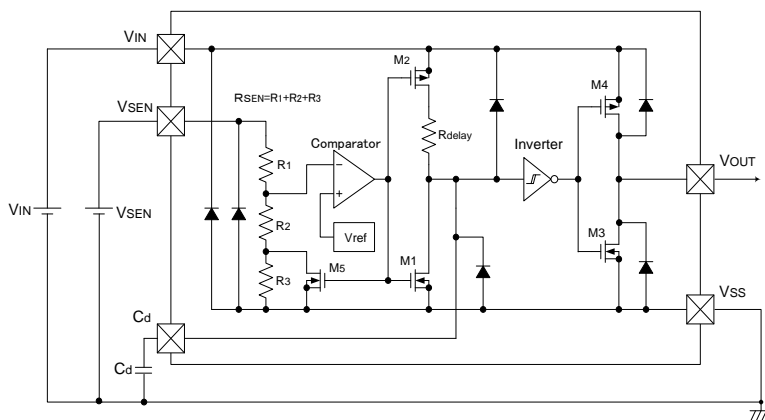 VIN
M2
M4
RSEN=R1+R2+R3
VSEN
Comparator
Rdelay
Inverter
R1
VOUT
VIN
VSEN
R2
Vref
M3
R3
M5
M1
VSS
Cd
Cd